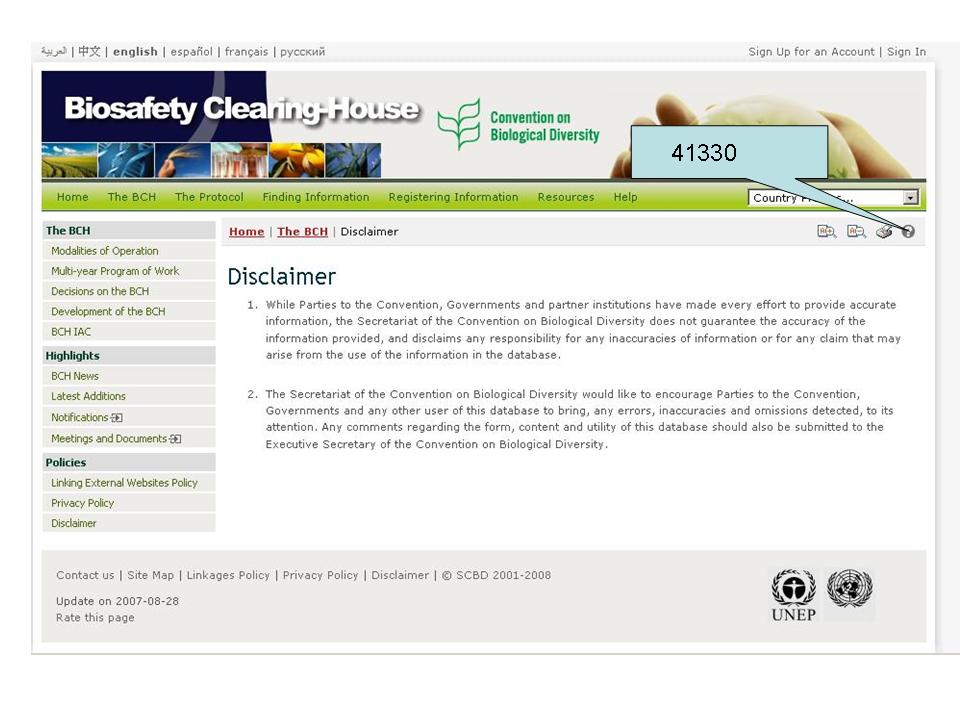 العربية | 中文 | english | español | français | русский
Sign Up for an Account | Sign In
Biosafety Clearing-House
Convention on
Biological Diversity
41330
Home The BCH The Protocol Finding Information Registering Information Resources Help
Country
Home | The BCH | Disclaimer
The BCH
Modalities of Operation
Multi-year Program of Work
Decisions on the BCH
Development of the BCH
BCH IAC
Highlights
BCH News
Latest Additions
Notifications
Meetings and Documents
Policies
Linking External Websites Policy
Privacy Policy
Disclaimer
Disclaimer
1. While Parties to the Convention, Governments and partner institutions have made every effort to provide accurate
information, the Secretariat of the Convention on Biological Diversity does not guarantee the accuracy of the
information provided, and disclaims any responsibility for any inaccuracies of information or for any claim that may
arise from the use of the information in the database.
2. The Secretariat of the Convention on Biological Diversity would like to encourage Parties to the Convention,
Governments and any other user of this database to bring, any errors, inaccuracies and omissions detected, to its
attention. Any comments regarding the form, content and utility of this database should also be submitted to the
Executive Secretary of the Convention on Biological Diversity.
Contact us | Site Map | Linkages Policy | Privacy Policy | Disclaimer | © SCBD 2001-2008
Update on 2007-08-28
Rate this page
UNEP